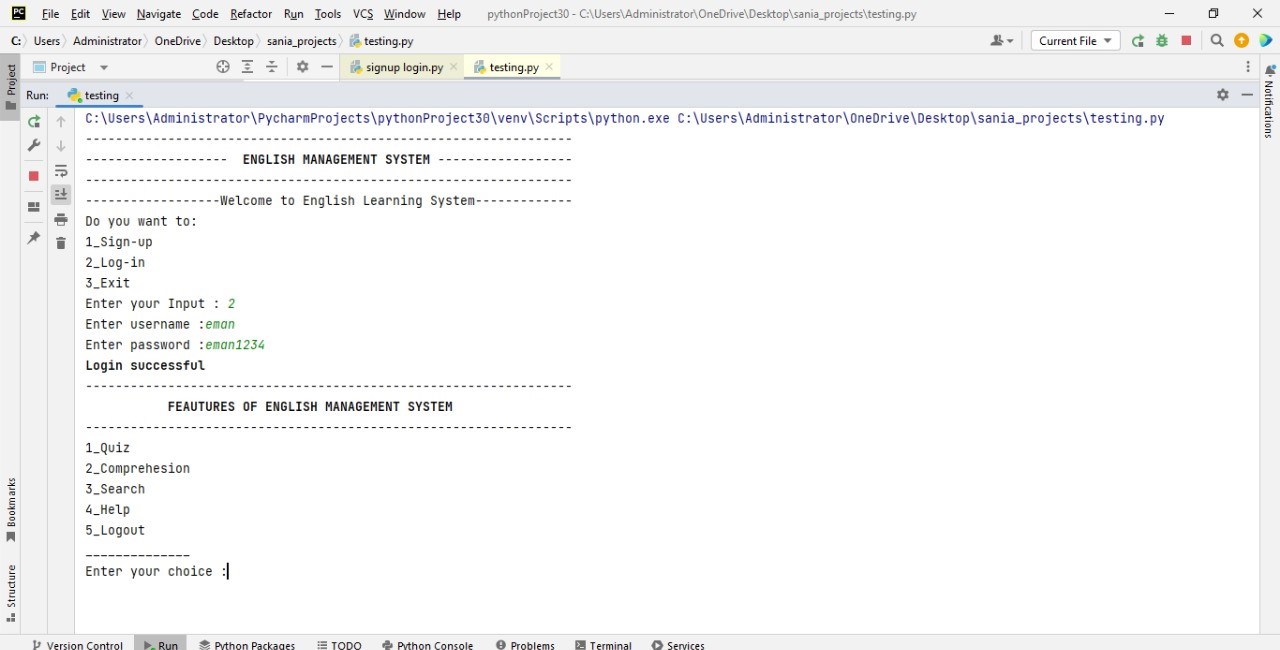 PC File Edit View Navigate Code Refactor Run Tools VCS Window Help pythonProject30 - C:\Users\Administrator\OneDrive\Desktop\sania_projects\testing.py
C: Users Administrator OneDrive Desktop sania_projects testing.py Current File
Project Project signup login.py testing.py
Run: testing
C:\Users\Administrator\PycharmProjects\pythonProject30\venv\Scripts\python.exe C:\Users\Administrator\OneDrive\Desktop\sania_projects\testing.py
-----------------------------------------------------------------
-------------------  ENGLISH MANAGEMENT SYSTEM ------------------
-----------------------------------------------------------------
------------------Welcome to English Learning System-------------
Do you want to:
1_Sign-up
2_Log-in
3_Exit
Enter your Input : 2
Enter username :eman
Enter password :eman1234
Login successful
-----------------------------------------------------------------
FEAUTURES OF ENGLISH MANAGEMENT SYSTEM
-----------------------------------------------------------------
1_Quiz
2_Comprehesion
3_Search
4_Help
5_Logout
______________
Enter your choice :
Notifications
Bookmarks
Structure
Version Control Run Python Packages TODO Python Console Problems Terminal Services